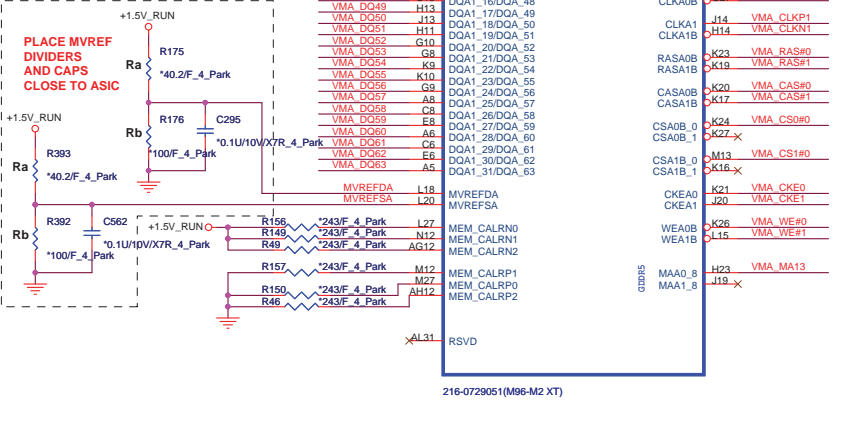 +1.5V_RUN
PLACE MVREF
DIVIDERS
AND CAPS
CLOSE TO ASIC
R175
Ra
*40.2/F_4_Park
R176
Rb
*100/F_4_Park
C295
*0.1U/10V/X7R_4_Park
+1.5V_RUN
R393
Ra
*40.2/F_4_Park
R392
Rb
*100/F_4_Park
C562
*0.1U/10V/X7R_4_Park
VMA_DQ49 H13 DQA1_17/DQA_49
VMA_DQ50 J13 DQA1_18/DQA_50
VMA_DQ51 H11 DQA1_19/DQA_51
VMA_DQ52 G10 DQA1_20/DQA_52
VMA_DQ53 G8 DQA1_21/DQA_53
VMA_DQ54 K9 DQA1_22/DQA_54
VMA_DQ55 K10 DQA1_23/DQA_55
VMA_DQ56 G9 DQA1_24/DQA_56
VMA_DQ57 A8 DQA1_25/DQA_57
VMA_DQ58 C8 DQA1_26/DQA_58
VMA_DQ59 E8 DQA1_27/DQA_59
VMA_DQ60 A6 DQA1_28/DQA_60
VMA_DQ61 C6 DQA1_29/DQA_61
VMA_DQ62 E6 DQA1_30/DQA_62
VMA_DQ63 A5 DQA1_31/DQA_63
MVREFDA L18 MVREFDA
MVREFSA L20 MVREFSA
+1.5V_RUN
R156 *243/F_4_Park L27 MEM_CALRN0
R149 *243/F_4_Park N12 MEM_CALRN1
R49 *243/F_4_Park AG12 MEM_CALRN2
R157 *243/F_4_Park M12 MEM_CALRP1
R150 *243/F_4_Park M27 MEM_CALRP0
R46 *243/F_4_Park AH12 MEM_CALRP2
AL31 RSVD
CLKA1 J14 VMA_CLKP1
CLKA1B H14 VMA_CLKN1
RASA0B K23 VMA_RAS#0
RASA1B K19 VMA_RAS#1
CASA0B K20 VMA_CAS#0
CASA1B K17 VMA_CAS#1
CSA0B_0 K24 VMA_CS0#0
CSA0B_1 K27
CSA1B_0 M13 VMA_CS1#0
CSA1B_1 K16
CKEA0 K21 VMA_CKE0
CKEA1 J20 VMA_CKE1
WEA0B K26 VMA_WE#0
WEA1B L15 VMA_WE#1
GDDR5
MAA0_8 H23 VMA_MA13
MAA1_8 J19
216-0729051(M96-M2 XT)